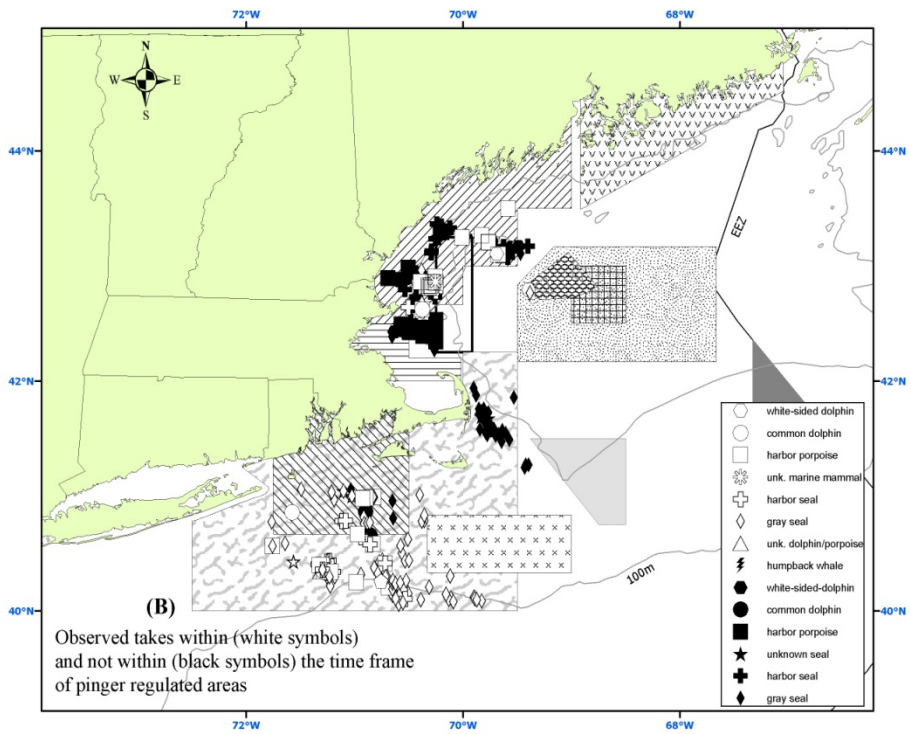 72°W 70°W 68°W
N
W E
S
44°N 44°N
EEZ
42°N 42°N
white-sided dolphin
common dolphin
harbor porpoise
unk. marine mammal
harbor seal
gray seal
unk. dolphin/porpoise
humpback whale
white-sided-dolphin
common dolphin
harbor porpoise
unknown seal
harbor seal
gray seal
100m
40°N 40°N
(B)
Observed takes within (white symbols)
and not within (black symbols) the time frame
of pinger regulated areas
72°W 70°W 68°W